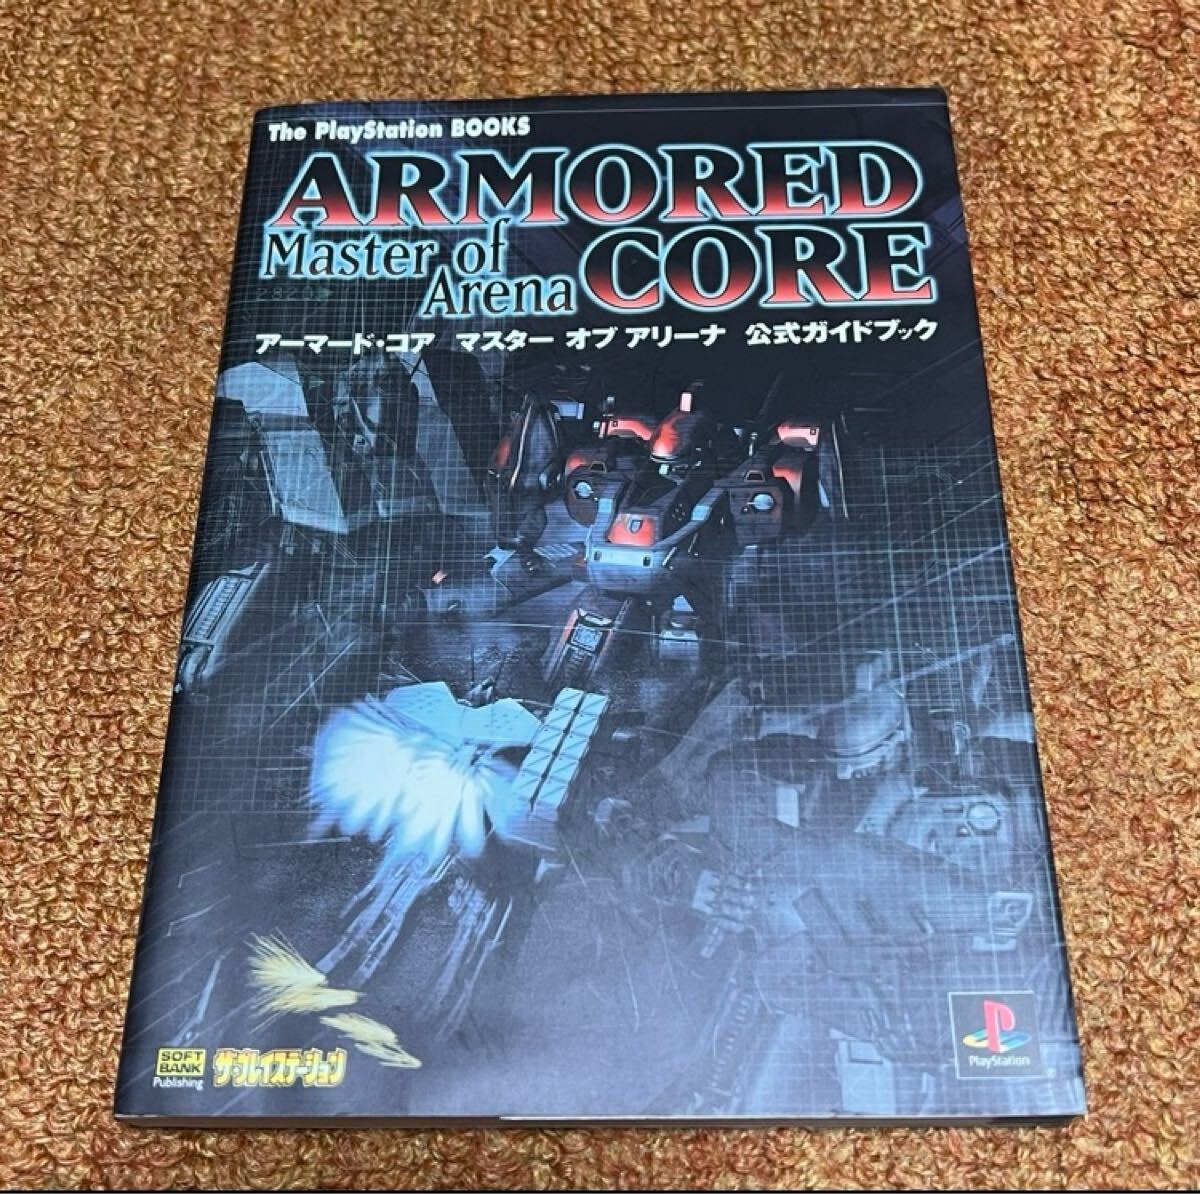 The PlayStation BOOKS
ARMORED
Master of
Arena
CORE
アーマード・コア マスター オブ アリーナ 公式ガイドブック
SOFT
BANK
Publishing
ザ・プレイステーション
PlayStation